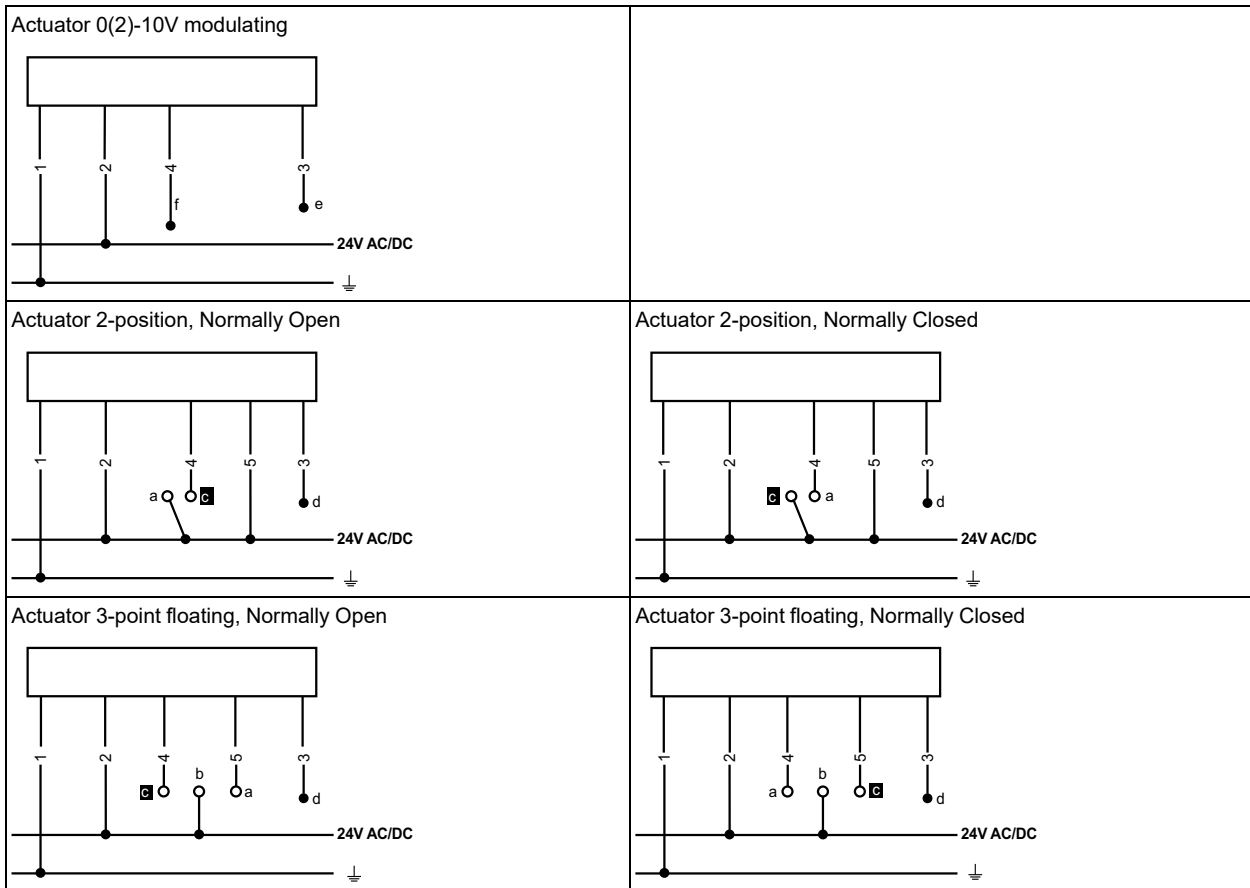 Actuator 0(2)-10V modulating
1 2 4 3
f e
24V AC/DC
Actuator 2-position, Normally Open
1 2 4 5 3
a c d
24V AC/DC
Actuator 2-position, Normally Closed
1 2 4 5 3
c a d
24V AC/DC
Actuator 3-point floating, Normally Open
1 2 4 5 3
b
c a d
24V AC/DC
Actuator 3-point floating, Normally Closed
1 2 4 5 3
b
a c d
24V AC/DC